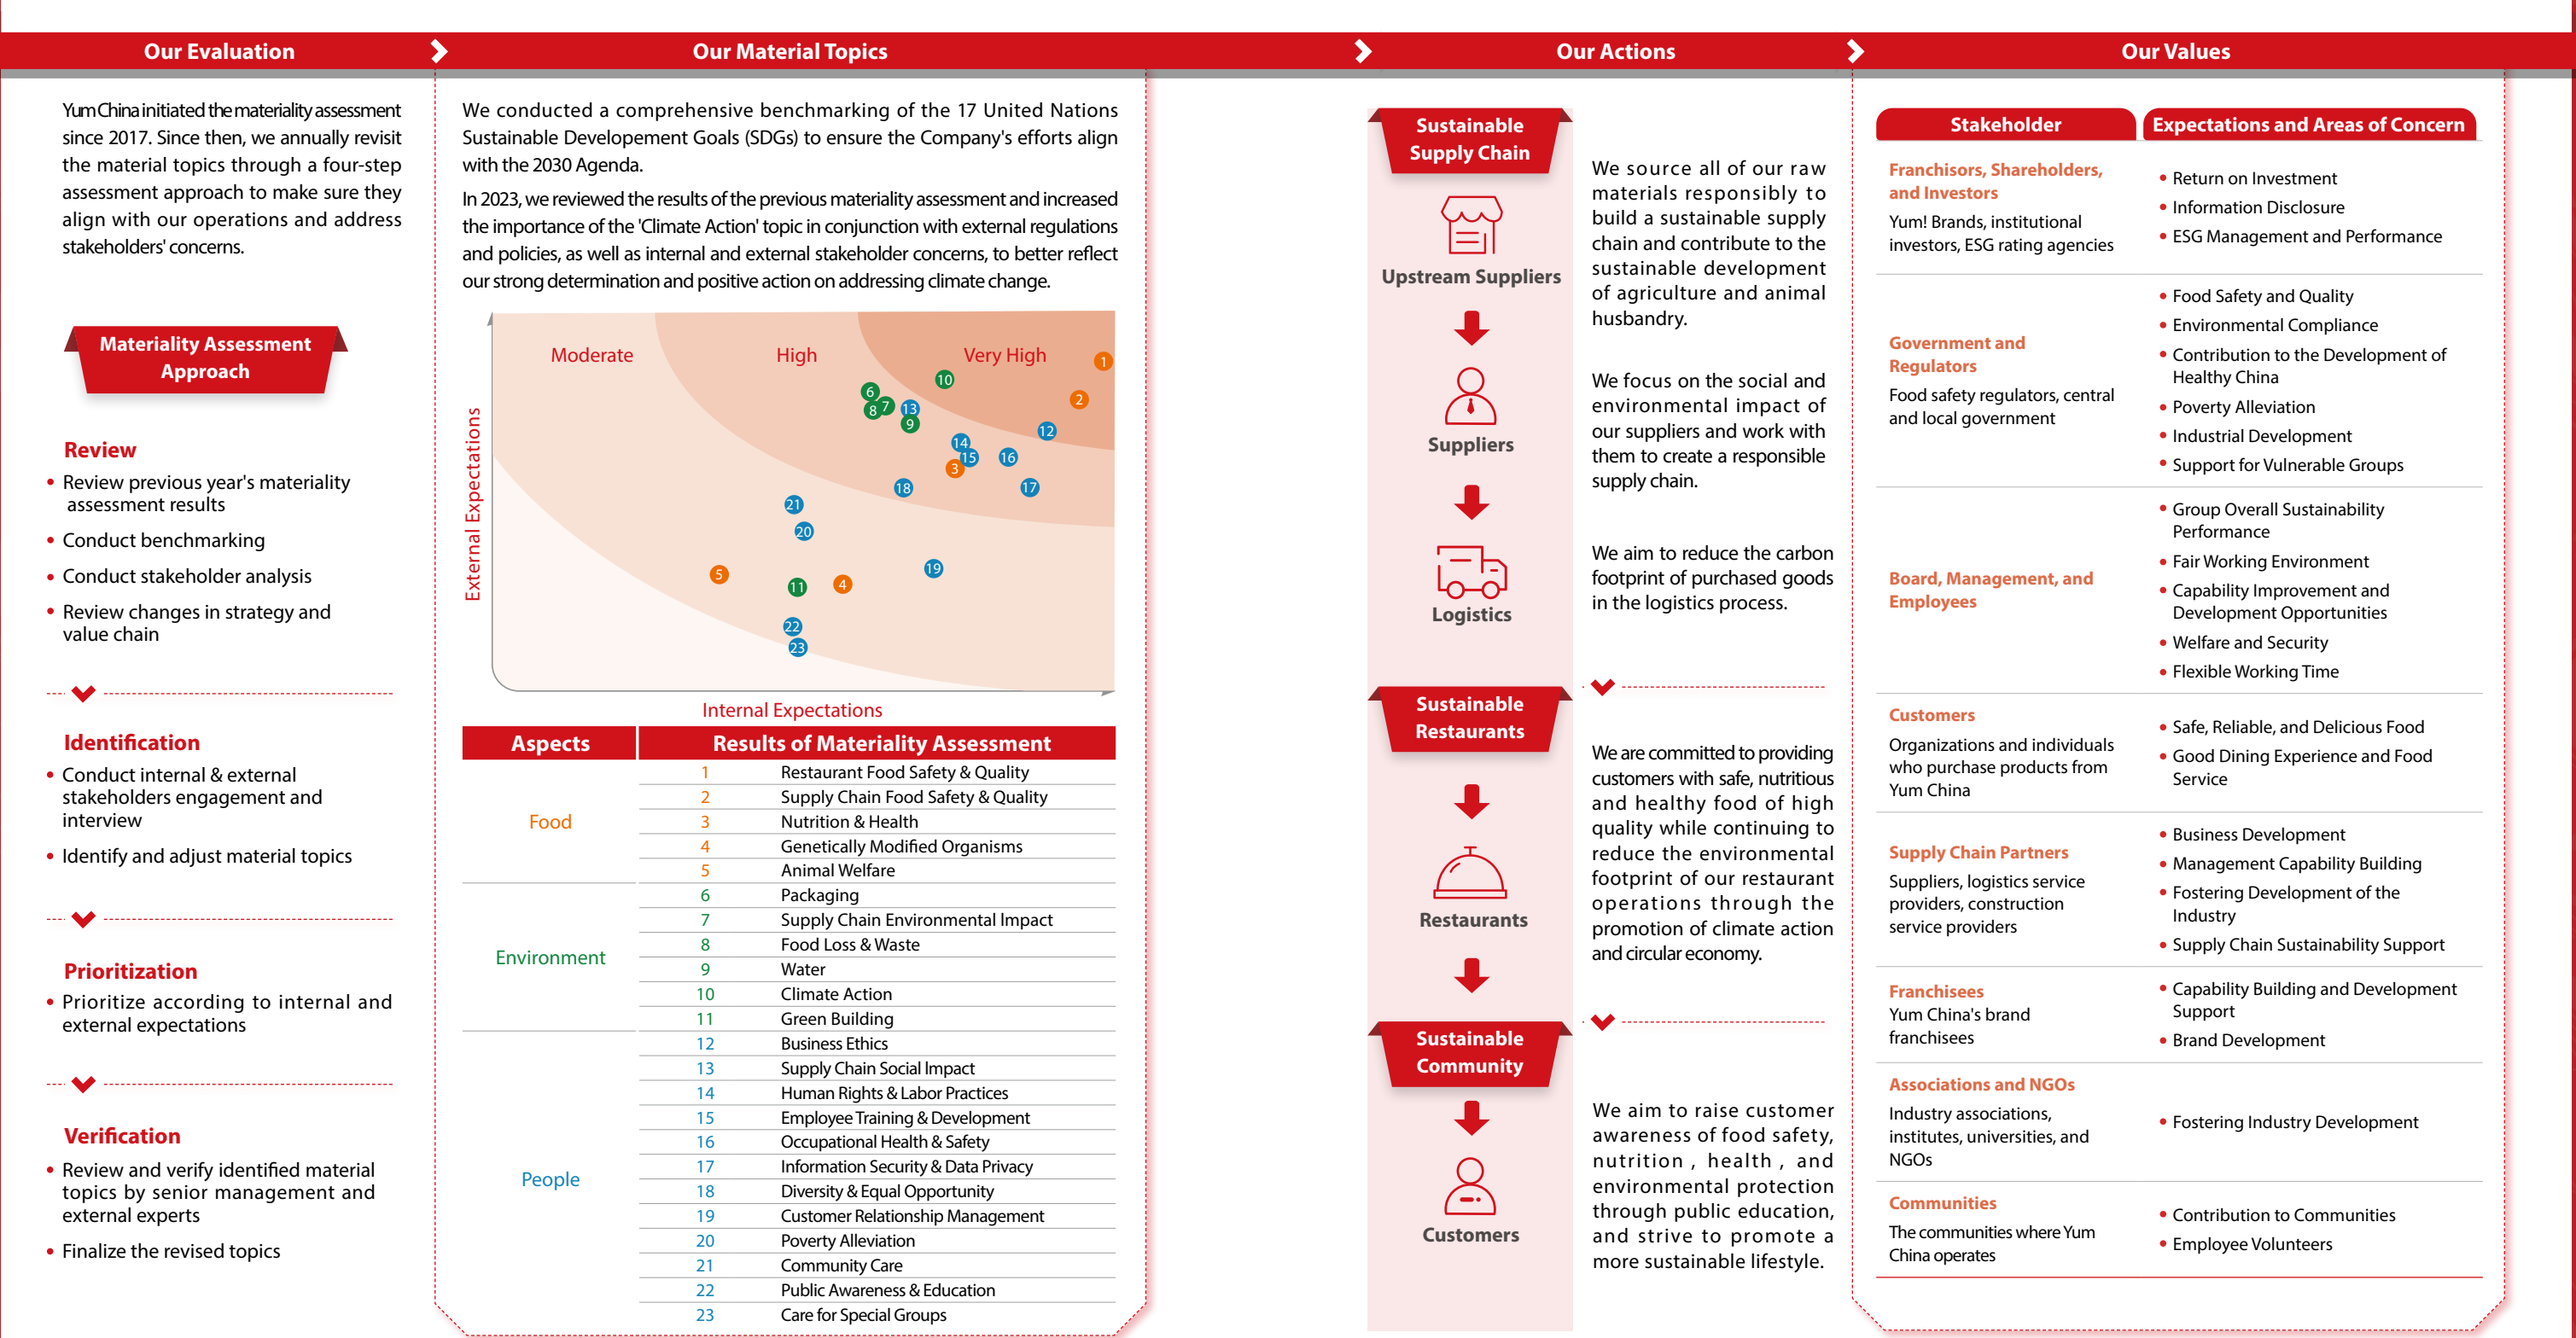 Our Evaluation
Our Material Topics
Our Actions
Our Values
Yum China initiated the materiality assessment
since 2017. Since then, we annually revisit
the material topics through a four-step
assessment approach to make sure they
align with our operations and address
stakeholders' concerns.
Materiality Assessment
Approach
Review
• Review previous year's materiality
assessment results
• Conduct benchmarking
• Conduct stakeholder analysis
• Review changes in strategy and
value chain
Identification
• Conduct internal & external
stakeholders engagement and
interview
• Identify and adjust material topics
Prioritization
• Prioritize according to internal and
external expectations
Verification
• Review and verify identified material
topics by senior management and
external experts
• Finalize the revised topics
We conducted a comprehensive benchmarking of the 17 United Nations
Sustainable Developement Goals (SDGs) to ensure the Company's efforts align
with the 2030 Agenda.
In 2023, we reviewed the results of the previous materiality assessment and increased
the importance of the 'Climate Action' topic in conjunction with external regulations
and policies, as well as internal and external stakeholder concerns, to better reflect
our strong determination and positive action on addressing climate change.
External Expectations
Moderate
High
Very High
1
10
6
2
7
8
13
9
12
14
15
16
3
18
17
21
20
19
5
4
11
22
23
Internal Expectations
Aspects
Results of Materiality Assessment
Food
1 Restaurant Food Safety & Quality
2 Supply Chain Food Safety & Quality
3 Nutrition & Health
4 Genetically Modified Organisms
5 Animal Welfare
Environment
6 Packaging
7 Supply Chain Environmental Impact
8 Food Loss & Waste
9 Water
10 Climate Action
11 Green Building
People
12 Business Ethics
13 Supply Chain Social Impact
14 Human Rights & Labor Practices
15 Employee Training & Development
16 Occupational Health & Safety
17 Information Security & Data Privacy
18 Diversity & Equal Opportunity
19 Customer Relationship Management
20 Poverty Alleviation
21 Community Care
22 Public Awareness & Education
23 Care for Special Groups
Sustainable
Supply Chain
Upstream Suppliers
We source all of our raw
materials responsibly to
build a sustainable supply
chain and contribute to the
sustainable development
of agriculture and animal
husbandry.
Suppliers
We focus on the social and
environmental impact of
our suppliers and work with
them to create a responsible
supply chain.
Logistics
We aim to reduce the carbon
footprint of purchased goods
in the logistics process.
Sustainable
Restaurants
Restaurants
We are committed to providing
customers with safe, nutritious
and healthy food of high
quality while continuing to
reduce the environmental
footprint of our restaurant
operations through the
promotion of climate action
and circular economy.
Sustainable
Community
Customers
We aim to raise customer
awareness of food safety,
nutrition , health , and
environmental protection
through public education,
and strive to promote a
more sustainable lifestyle.
Stakeholder
Expectations and Areas of Concern
Franchisors, Shareholders,
and Investors
Yum! Brands, institutional
investors, ESG rating agencies
• Return on Investment
• Information Disclosure
• ESG Management and Performance
Government and
Regulators
Food safety regulators, central
and local government
• Food Safety and Quality
• Environmental Compliance
• Contribution to the Development of
Healthy China
• Poverty Alleviation
• Industrial Development
• Support for Vulnerable Groups
Board, Management, and
Employees
• Group Overall Sustainability
Performance
• Fair Working Environment
• Capability Improvement and
Development Opportunities
• Welfare and Security
• Flexible Working Time
Customers
Organizations and individuals
who purchase products from
Yum China
• Safe, Reliable, and Delicious Food
• Good Dining Experience and Food
Service
Supply Chain Partners
Suppliers, logistics service
providers, construction
service providers
• Business Development
• Management Capability Building
• Fostering Development of the
Industry
• Supply Chain Sustainability Support
Franchisees
Yum China's brand
franchisees
• Capability Building and Development
Support
• Brand Development
Associations and NGOs
Industry associations,
institutes, universities, and
NGOs
• Fostering Industry Development
Communities
The communities where Yum
China operates
• Contribution to Communities
• Employee Volunteers